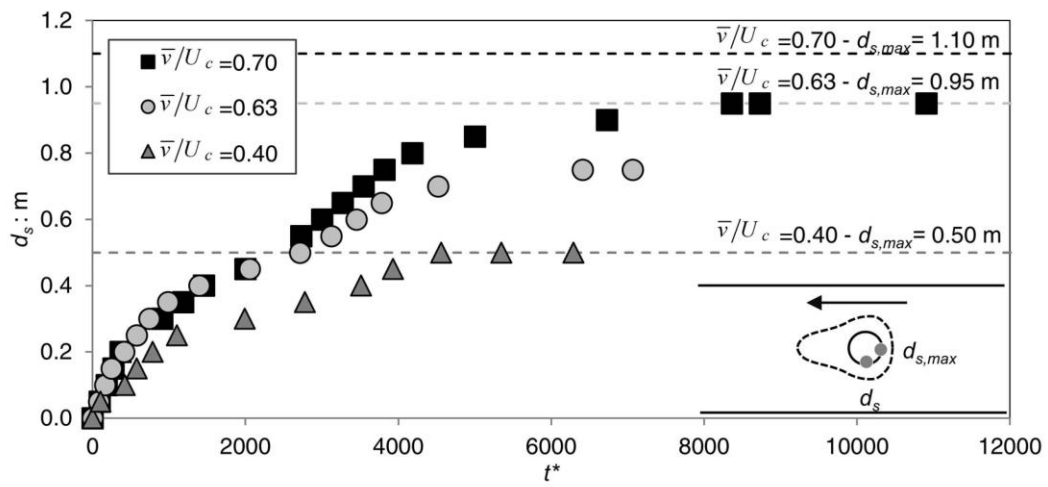 1.2
1.0
0.8
0.6
0.4
0.2
0.0
d_s : m
v̅/U_c =0.70
v̅/U_c =0.63
v̅/U_c =0.40
v̅/U_c =0.70 - d_s,max = 1.10 m
v̅/U_c =0.63 - d_s,max = 0.95 m
v̅/U_c =0.40 - d_s,max = 0.50 m
d_s,max
d_s
0 2000 4000 6000 8000 10000 12000
t*